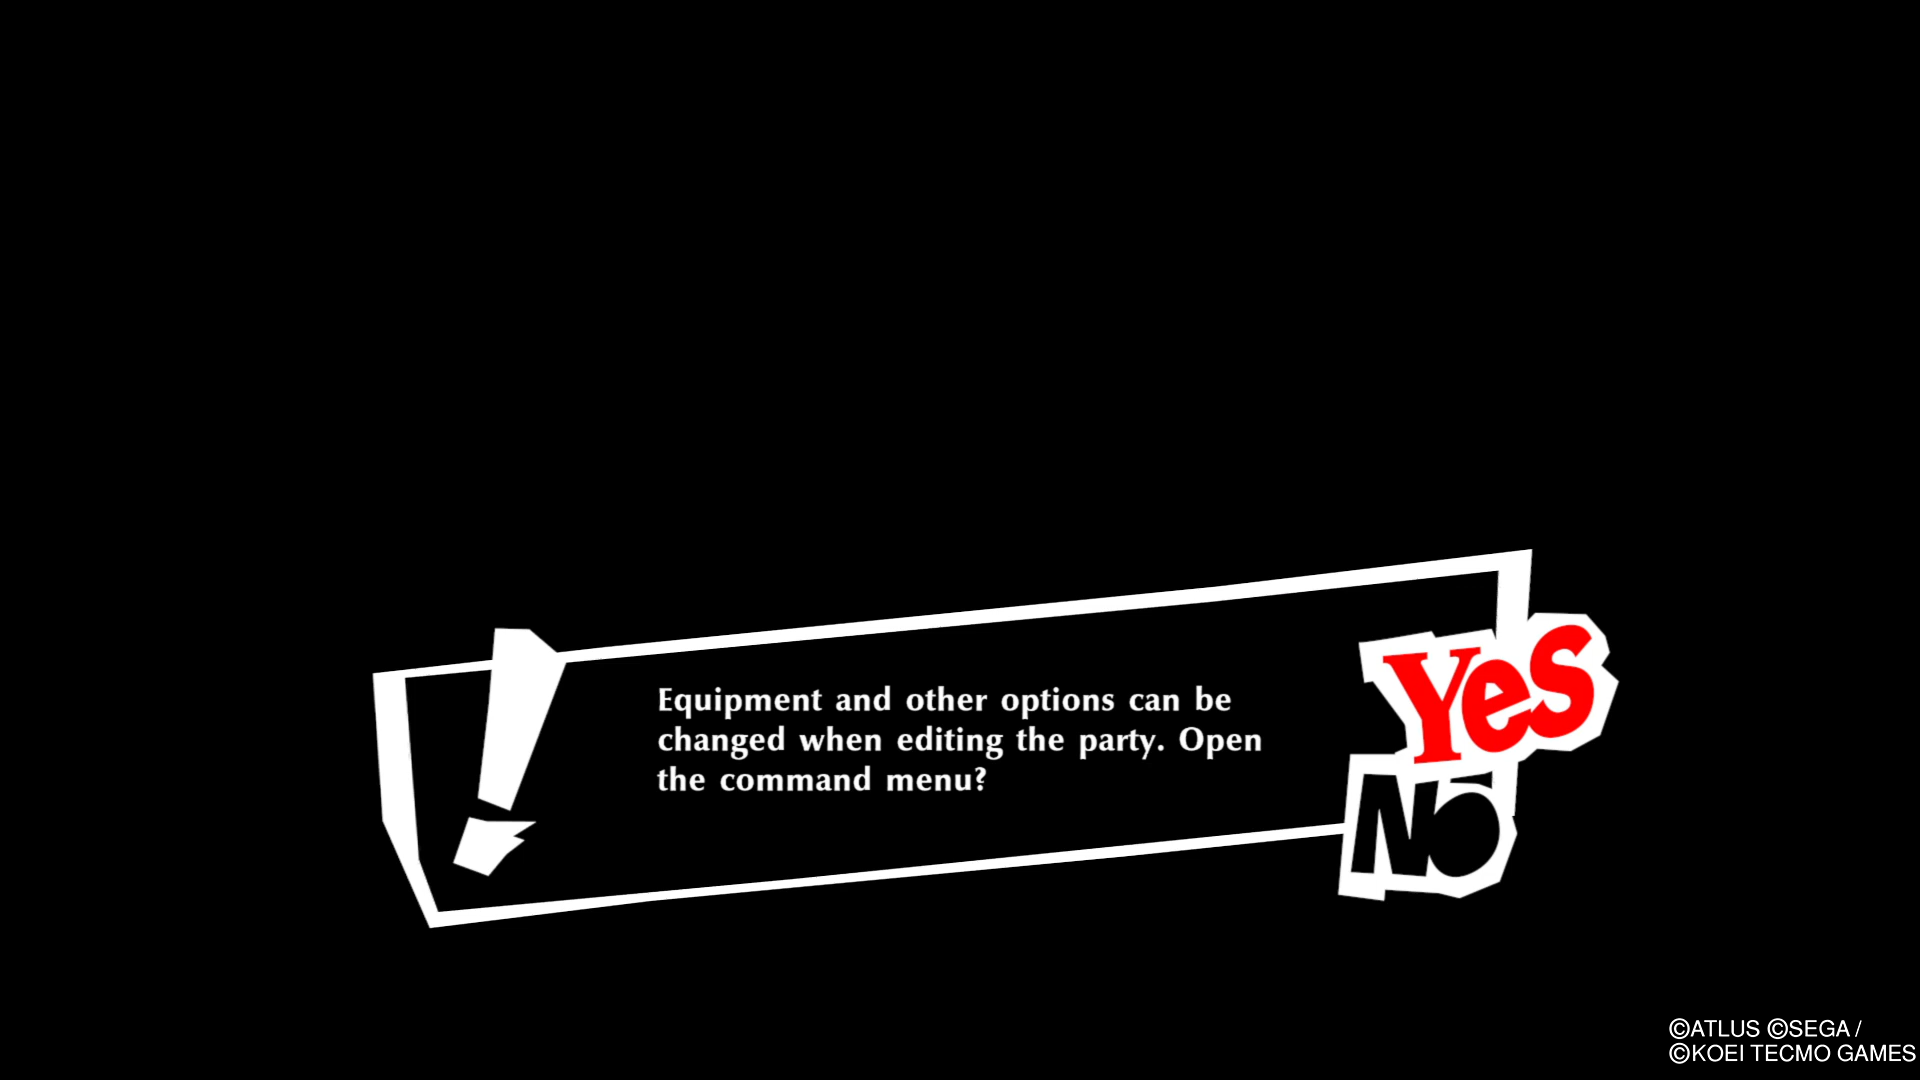 Equipment and other options can be
changed when editing the party. Open
the command menu?
Yes
NO
©ATLUS ©SEGA /
©KOEI TECMO GAMES